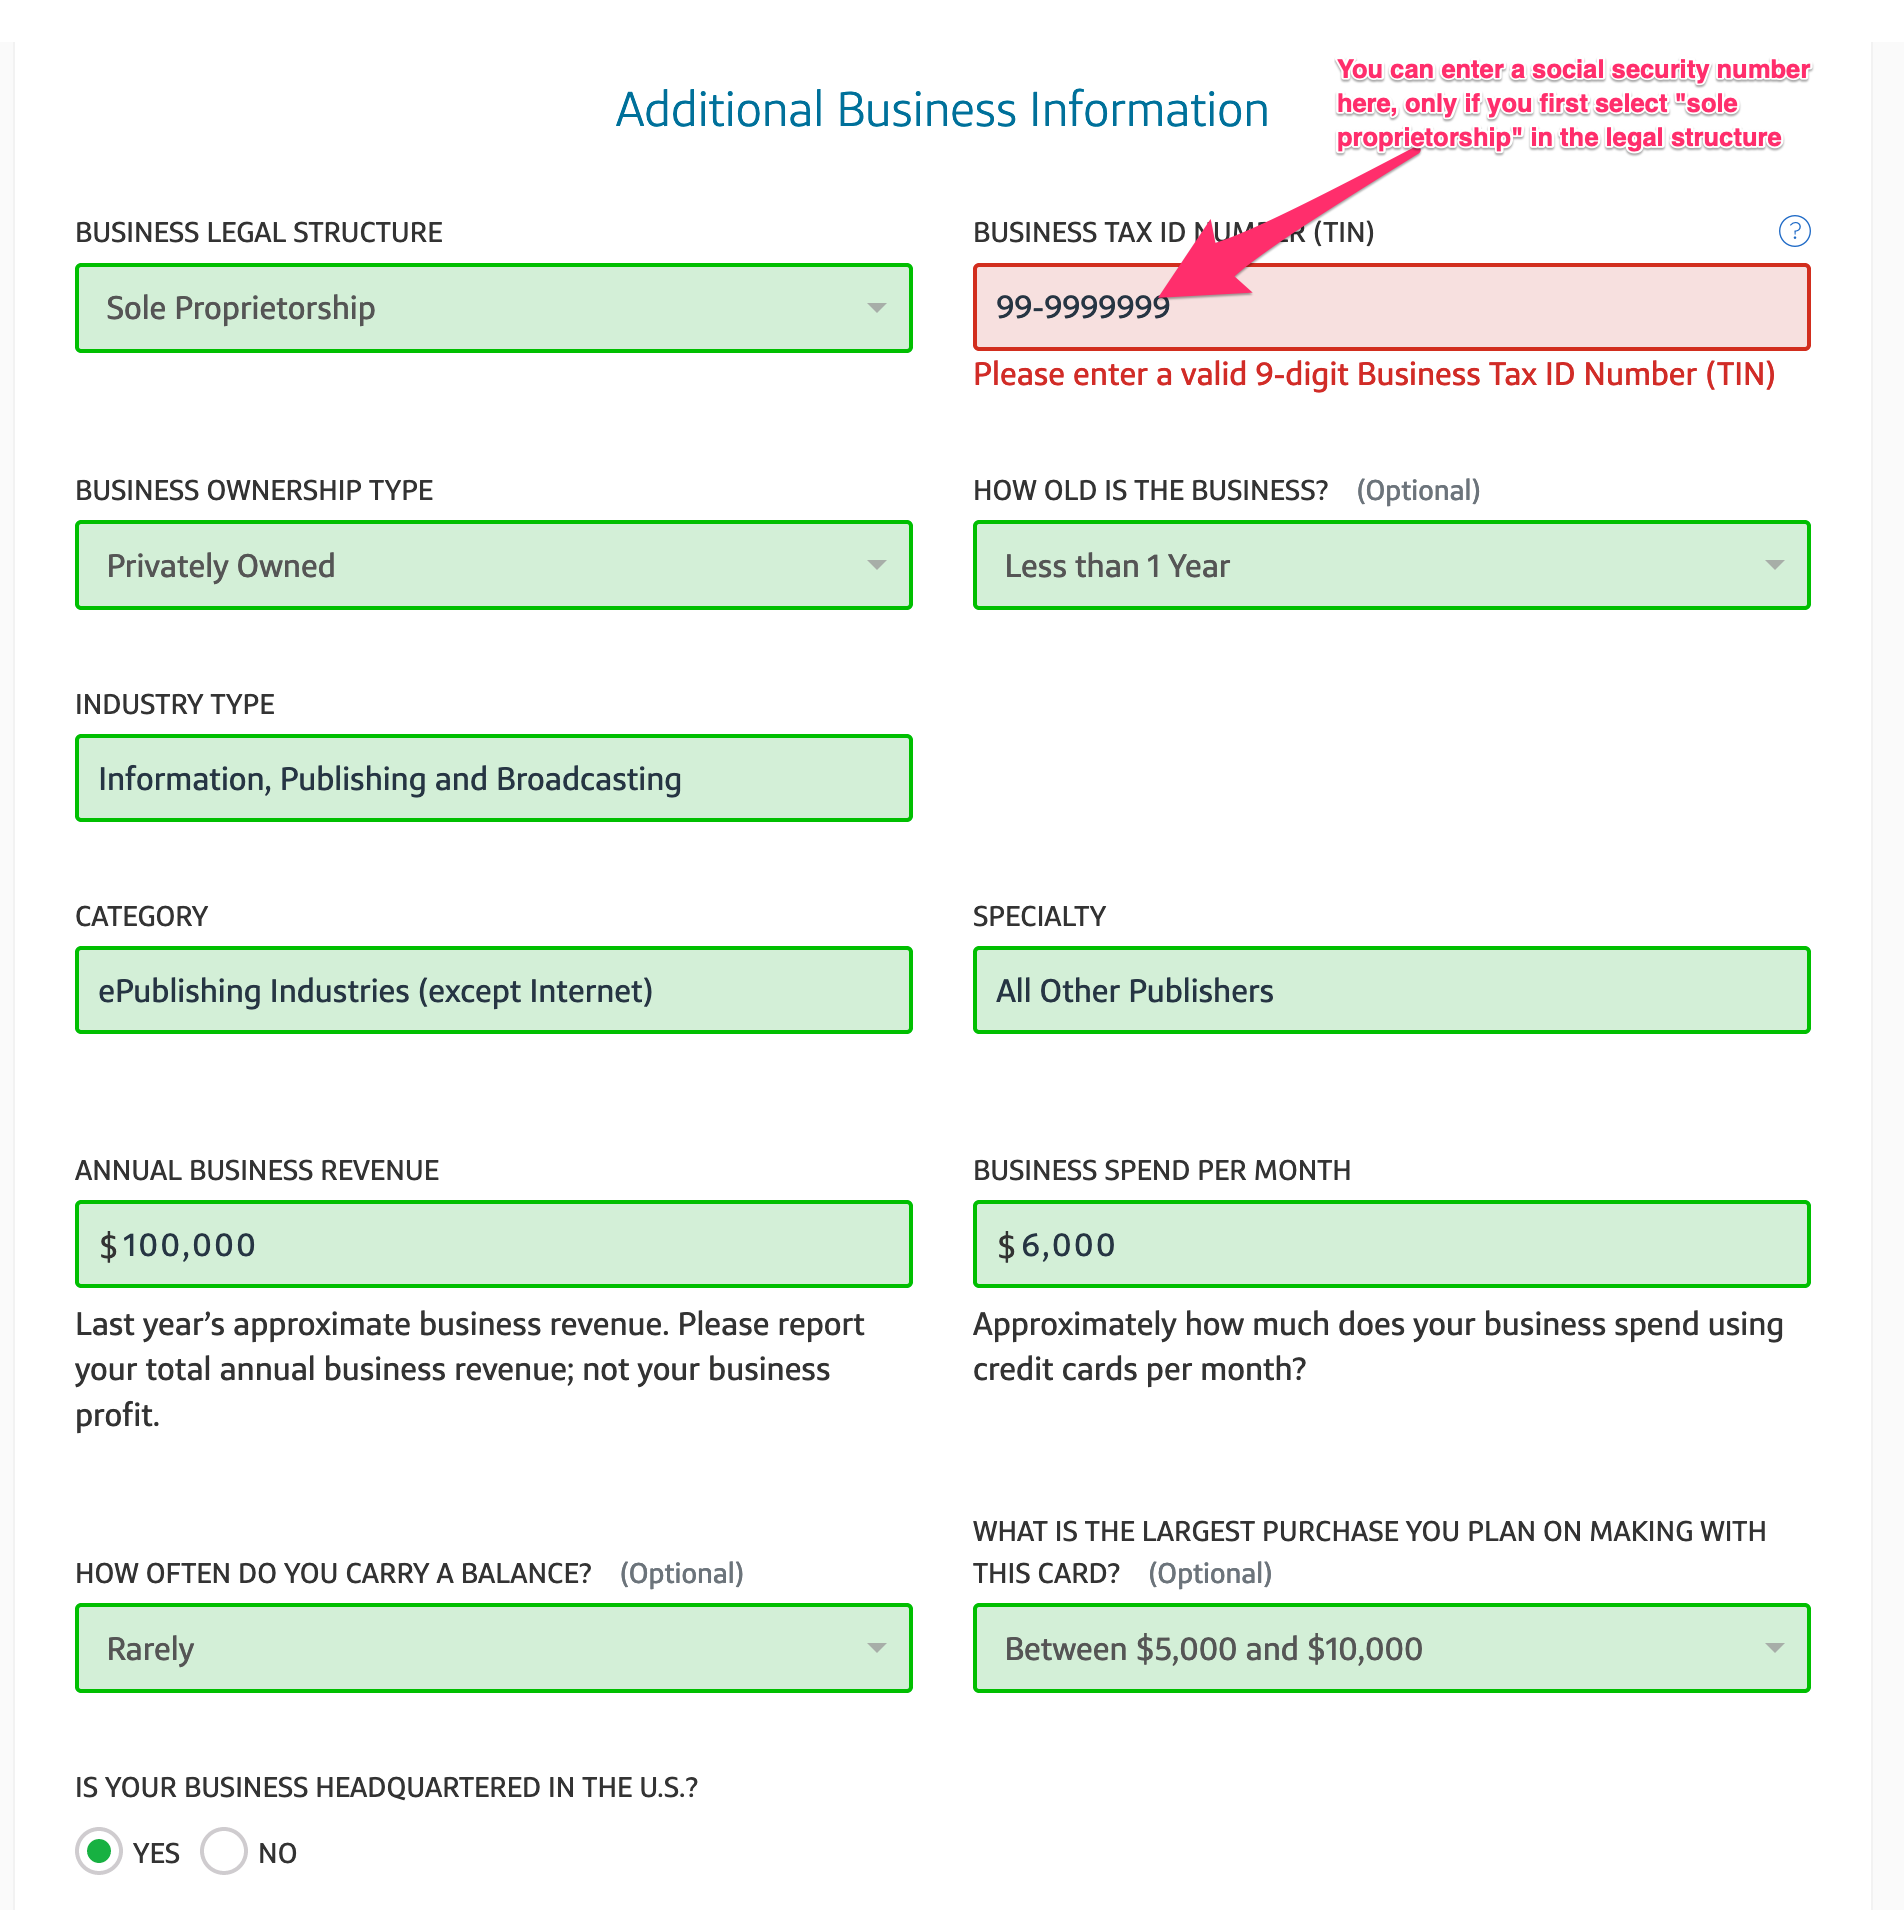 You can enter a social security number
here, only if you first select "sole
proprietorship" in the legal structure
Additional Business Information
BUSINESS LEGAL STRUCTURE
Sole Proprietorship
BUSINESS TAX ID NUMBER (TIN)
?
99-9999999
Please enter a valid 9-digit Business Tax ID Number (TIN)
BUSINESS OWNERSHIP TYPE
Privately Owned
HOW OLD IS THE BUSINESS? (Optional)
Less than 1 Year
INDUSTRY TYPE
Information, Publishing and Broadcasting
CATEGORY
ePublishing Industries (except Internet)
SPECIALTY
All Other Publishers
ANNUAL BUSINESS REVENUE
$100,000
Last year’s approximate business revenue. Please report
your total annual business revenue; not your business
profit.
BUSINESS SPEND PER MONTH
$6,000
Approximately how much does your business spend using
credit cards per month?
HOW OFTEN DO YOU CARRY A BALANCE? (Optional)
Rarely
WHAT IS THE LARGEST PURCHASE YOU PLAN ON MAKING WITH
THIS CARD? (Optional)
Between $5,000 and $10,000
IS YOUR BUSINESS HEADQUARTERED IN THE U.S.?
YES NO